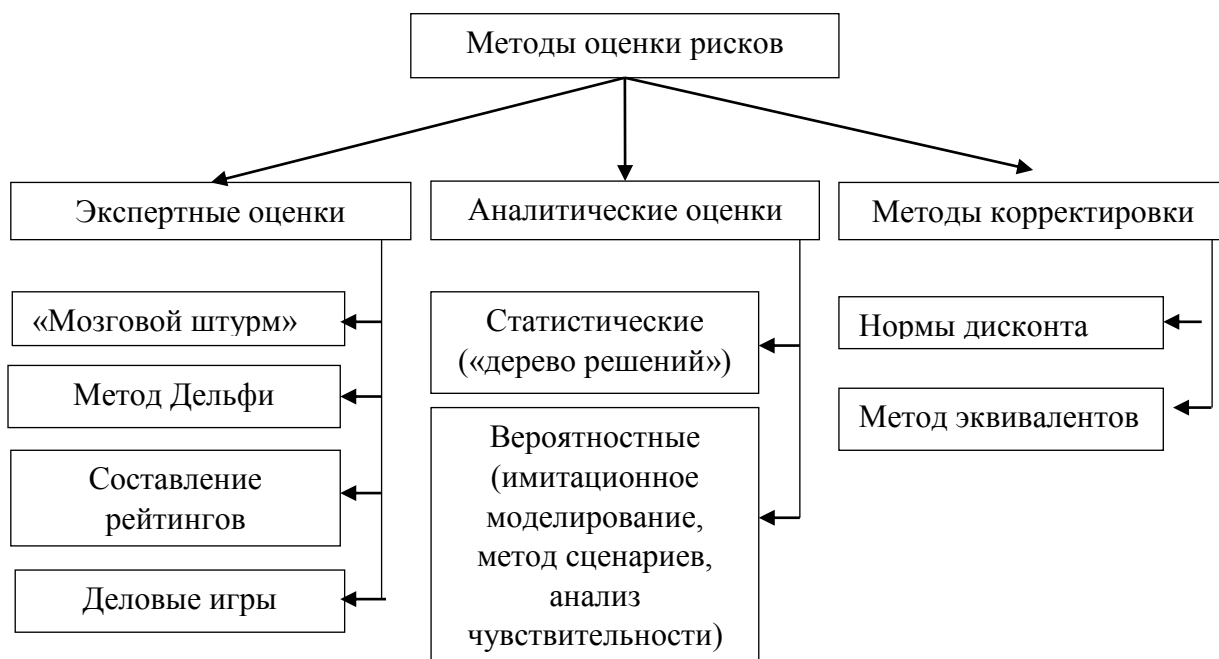 Методы оценки рисков
Экспертные оценки
«Мозговой штурм»
Метод Дельфи
Составление
рейтингов
Деловые игры
Аналитические оценки
Статистические
(«дерево решений»)
Вероятностные
(имитационное
моделирование,
метод сценариев,
анализ
чувствительности)
Методы корректировки
Нормы дисконта
Метод эквивалентов